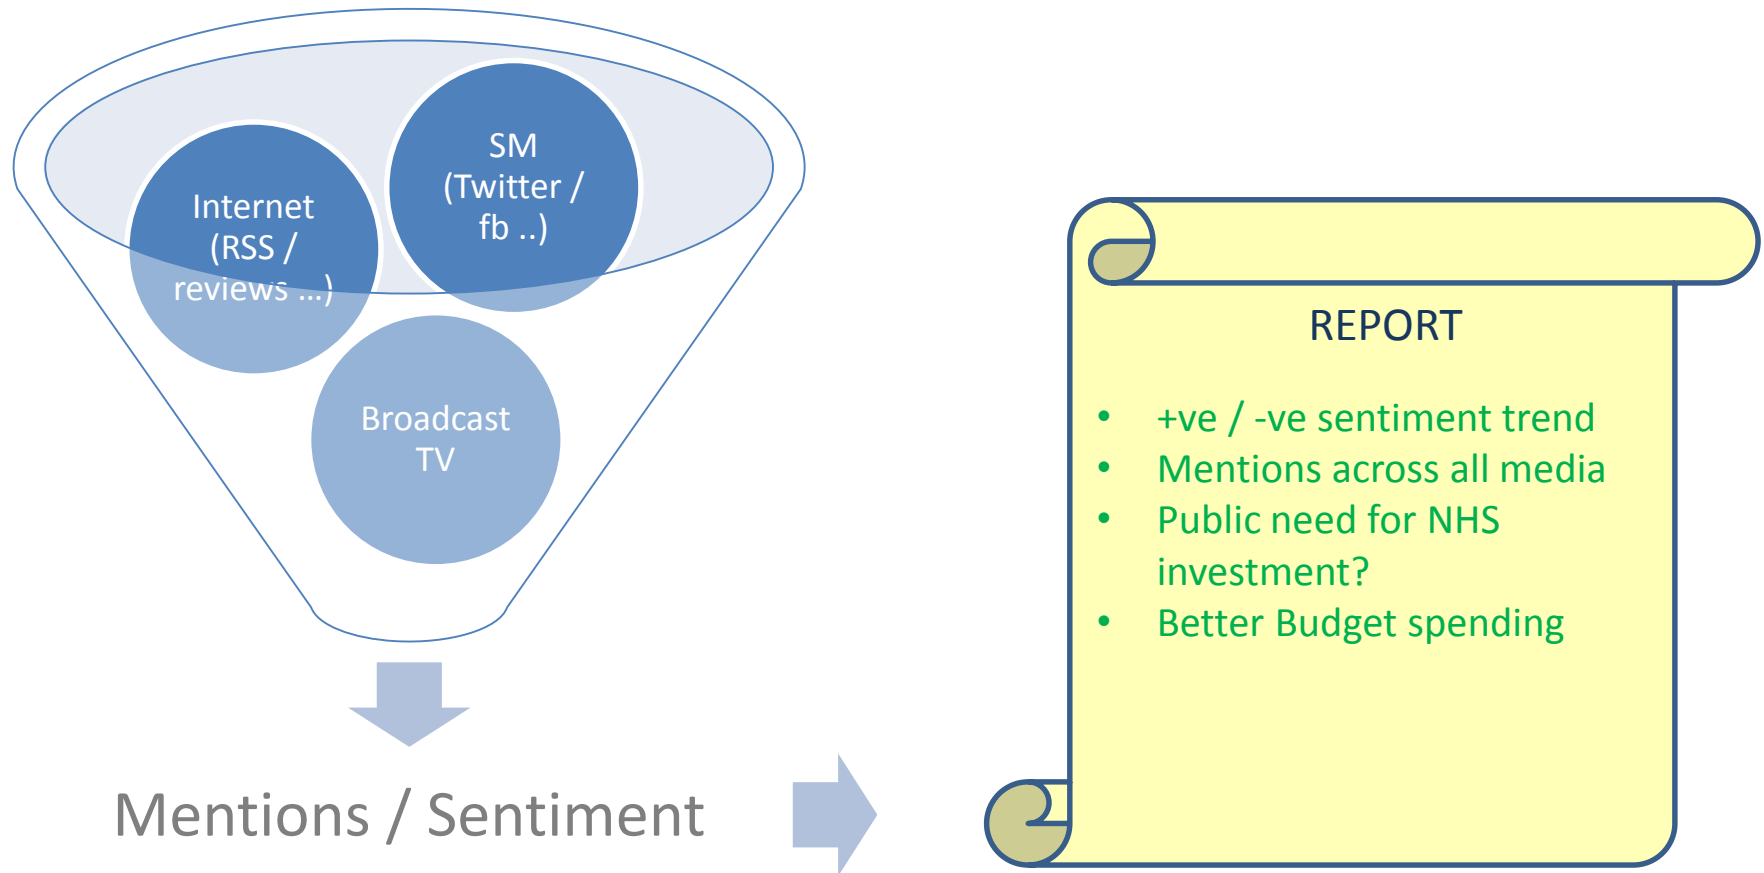 SM
(Twitter /
fb ..)
Internet
(RSS /
reviews ...)
Broadcast
TV
Mentions / Sentiment
REPORT
• +ve / -ve sentiment trend
• Mentions across all media
• Public need for NHS
investment?
• Better Budget spending